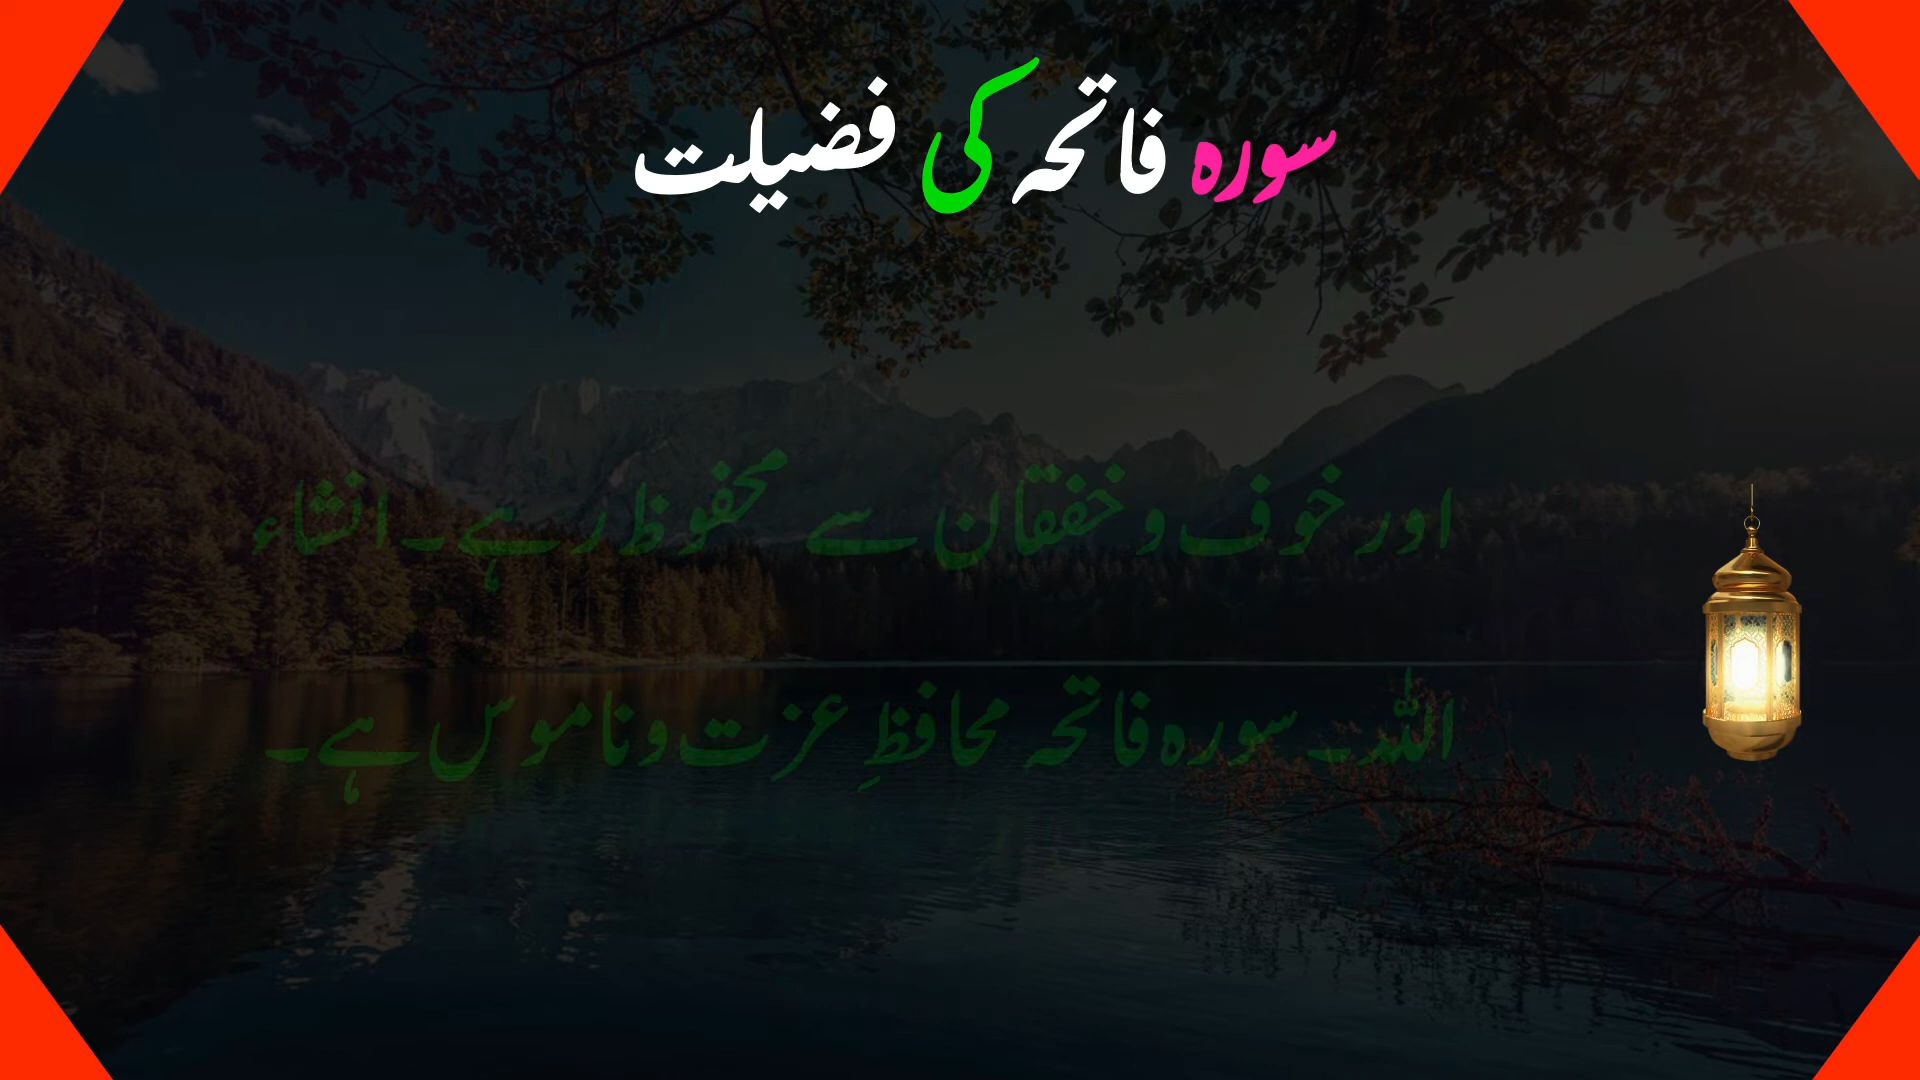 سورہ فاتحہ کی فضیلت
اور خوف و خفقان سے محفوظ رہے۔ انشاء
اللہ۔ سورہ فاتحہ محافظِ عزت و ناموس ہے۔